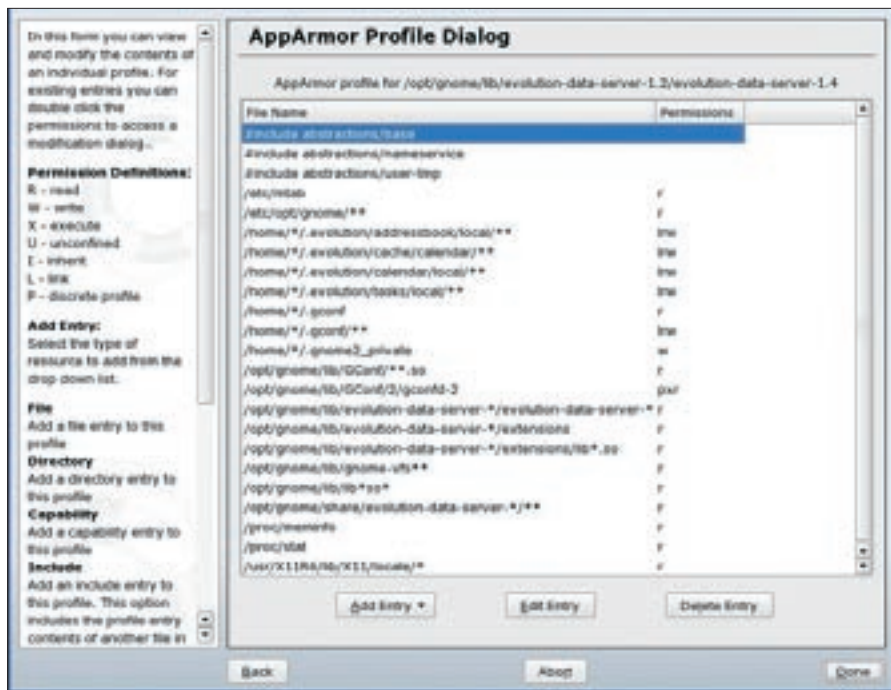 In this form you can view
and modify the contents of
an individual profile. For
existing entries you can
double click the
permissions to access a
modification dialog...
Permission Definitions:
R - read
W - write
X - execute
U - unconfined
I - inherit
L - link
P - discrete profile
Add Entry:
Select the type of
resource to add from the
drop down list.
File
Add a file entry to this
profile
Directory
Add a directory entry to
this profile
Capability
Add a capability entry to
this profile
Include
Add an include entry to
this profile. This option
includes the profile entry
contents of another file in
AppArmor Profile Dialog
AppArmor profile for /opt/gnome/lib/evolution-data-server-1.2/evolution-data-server-1.4
File Name Permissions
#include abstractions/base
#include abstractions/nameservice
#include abstractions/user-tmp
/etc/mtab r
/etc/opt/gnome/** r
/home/*/.evolution/addressbook/local/** lrw
/home/*/.evolution/cache/calendar/** lrw
/home/*/.evolution/calendar/local/** lrw
/home/*/.evolution/tasks/local/** lrw
/home/*/.gconf r
/home/*/.gconf/** lrw
/home/*/.gnome2_private w
/opt/gnome/lib/GConf/**.so r
/opt/gnome/lib/GConf/2/gconfd-2 pxr
/opt/gnome/lib/evolution-data-server-*/evolution-data-server-* r
/opt/gnome/lib/evolution-data-server-*/extensions r
/opt/gnome/lib/evolution-data-server-*/extensions/lib*.so r
/opt/gnome/lib/gnome-vfs** r
/opt/gnome/lib/lib*so* r
/opt/gnome/share/evolution-data-server-*/** r
/proc/meminfo r
/proc/stat r
/usr/X11R6/lib/X11/locale/* r
Add Entry Edit Entry Delete Entry
Back Abort Done